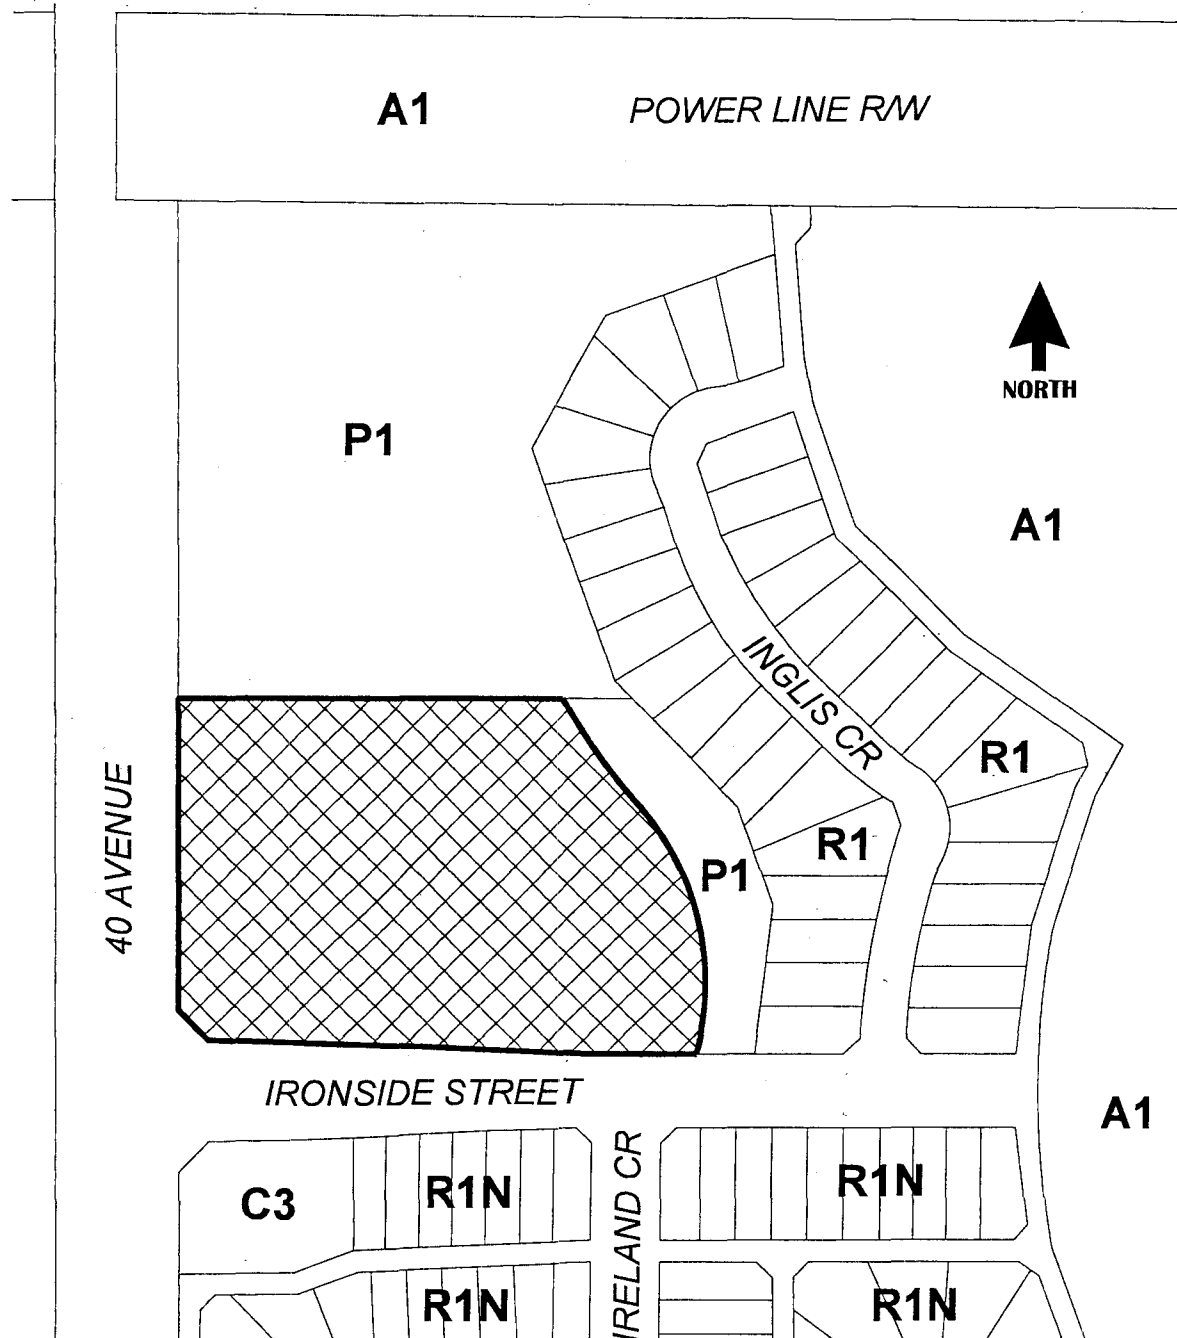 A1
POWER LINE R/W
NORTH
P1
A1
INGLIS CR
R1
40 AVENUE
R1
P1
IRONSIDE STREET
A1
C3
R1N
IRELAND CR
R1N
R1N
R1N